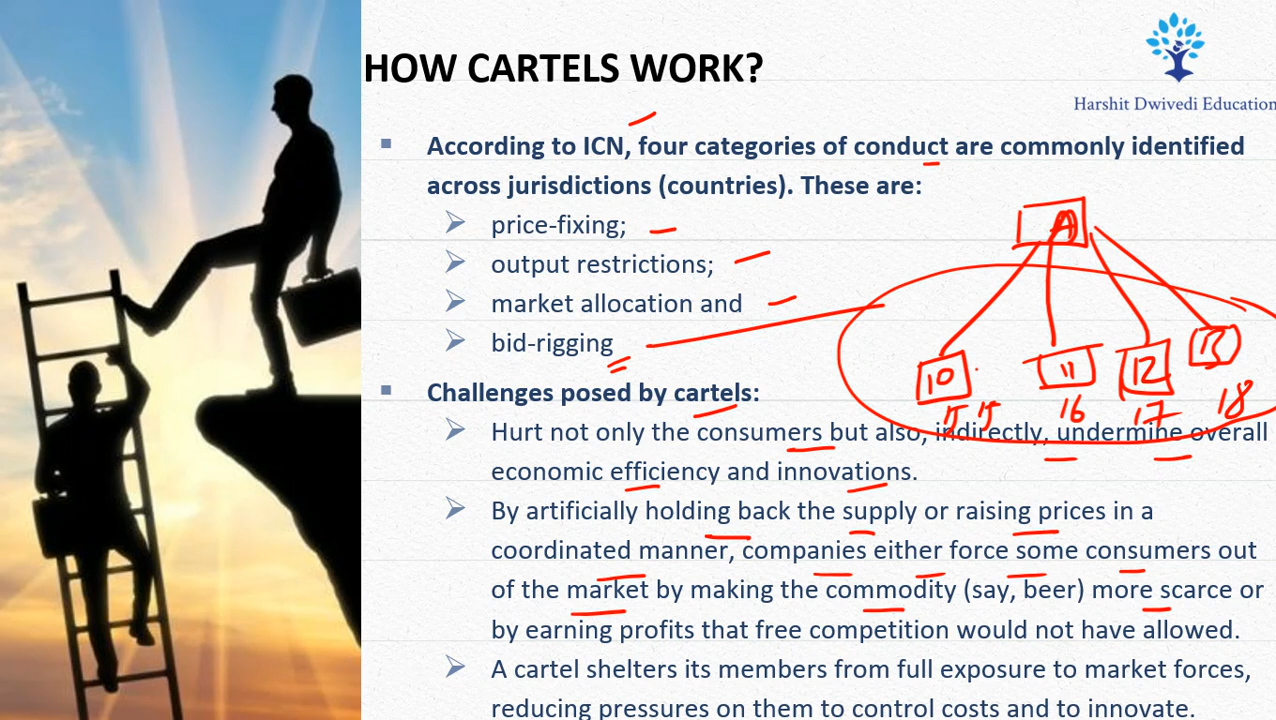 HOW CARTELS WORK?
Harshit Dwivedi Education
According to ICN, four categories of conduct are commonly identified
across jurisdictions (countries). These are:
price-fixing;
output restrictions;
market allocation and
bid-rigging
A
10 11 12 13
15 15 16 17 18
Challenges posed by cartels:
Hurt not only the consumers but also, indirectly, undermine overall
economic efficiency and innovations.
By artificially holding back the supply or raising prices in a
coordinated manner, companies either force some consumers out
of the market by making the commodity (say, beer) more scarce or
by earning profits that free competition would not have allowed.
A cartel shelters its members from full exposure to market forces,
reducing pressures on them to control costs and to innovate.